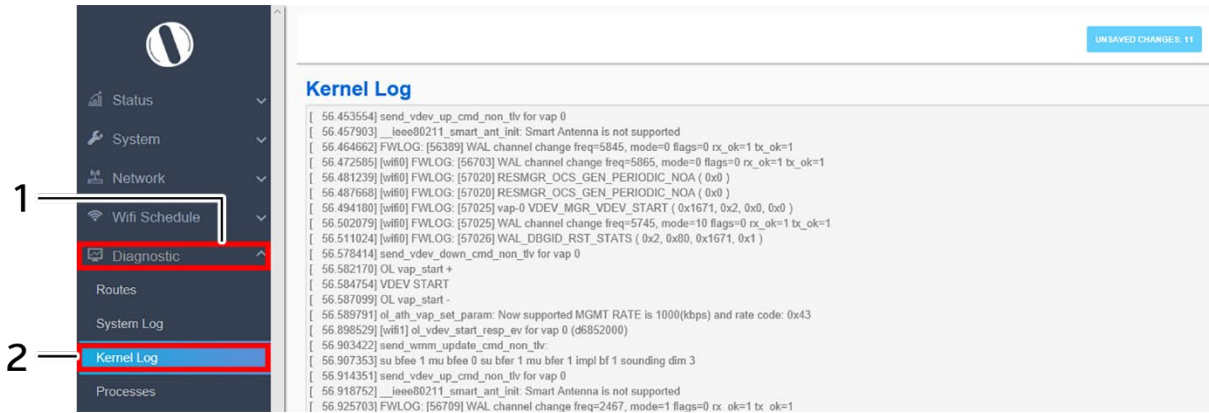 UNSAVED CHANGES: 11
Status
System
Network
1
Wifi Schedule
Diagnostic
Routes
System Log
2
Kernel Log
Processes
Kernel Log
[ 56.453554] send_vdev_up_cmd_non_tlv for vap 0
[ 56.457903] __ieee80211_smart_ant_init: Smart Antenna is not supported
[ 56.464662] FWLOG: [56389] WAL channel change freq=5845, mode=0 flags=0 rx_ok=1 tx_ok=1
[ 56.472585] [wifi0] FWLOG: [56703] WAL channel change freq=5865, mode=0 flags=0 rx_ok=1 tx_ok=1
[ 56.481239] [wifi0] FWLOG: [57020] RESMGR_OCS_GEN_PERIODIC_NOA ( 0x0 )
[ 56.487668] [wifi0] FWLOG: [57020] RESMGR_OCS_GEN_PERIODIC_NOA ( 0x0 )
[ 56.494180] [wifi0] FWLOG: [57025] vap-0 VDEV_MGR_VDEV_START ( 0x1671, 0x2, 0x0, 0x0 )
[ 56.502079] [wifi0] FWLOG: [57025] WAL channel change freq=5745, mode=10 flags=0 rx_ok=1 tx_ok=1
[ 56.511024] [wifi0] FWLOG: [57026] WAL_DBGID_RST_STATS ( 0x2, 0x80, 0x1671, 0x1 )
[ 56.578414] send_vdev_down_cmd_non_tlv for vap 0
[ 56.582170] OL vap_start +
[ 56.584754] VDEV START
[ 56.587099] OL vap_start -
[ 56.589791] ol_ath_vap_set_param: Now supported MGMT RATE is 1000(kbps) and rate code: 0x43
[ 56.898529] [wifi1] ol_vdev_start_resp_ev for vap 0 (d6852000)
[ 56.903422] send_wmm_update_cmd_non_tlv:
[ 56.907353] su bfee 1 mu bfee 0 su bfer 1 mu bfer 1 impl bf 1 sounding dim 3
[ 56.914351] send_vdev_up_cmd_non_tlv for vap 0
[ 56.918752] __ieee80211_smart_ant_init: Smart Antenna is not supported
[ 56.925703] FWLOG: [56709] WAL channel change freq=2467, mode=1 flags=0 rx_ok=1 tx_ok=1